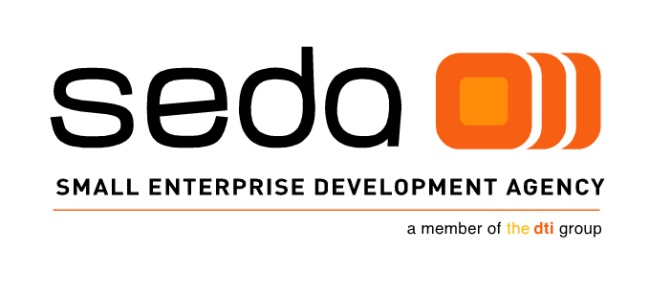 seda
SMALL ENTERPRISE DEVELOPMENT AGENCY
a member of the dti group